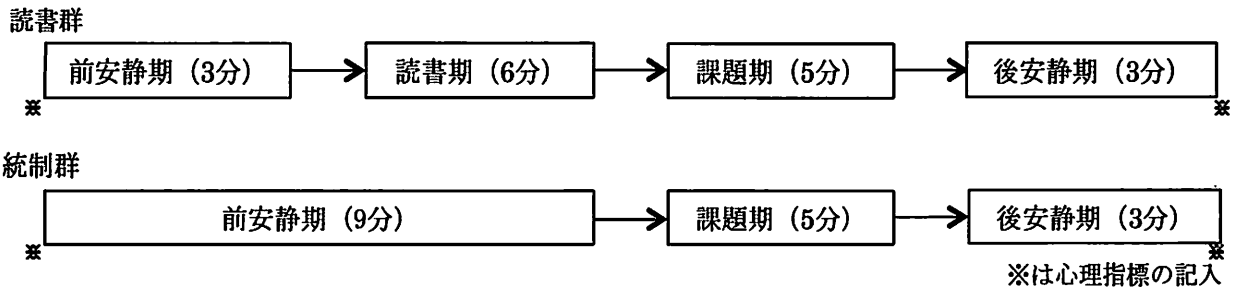 読書群
前安静期（3分） 読書期（6分） 課題期（5分） 後安静期（3分）
※ ※
統制群
前安静期（9分） 課題期（5分） 後安静期（3分）
※ ※
※は心理指標の記入